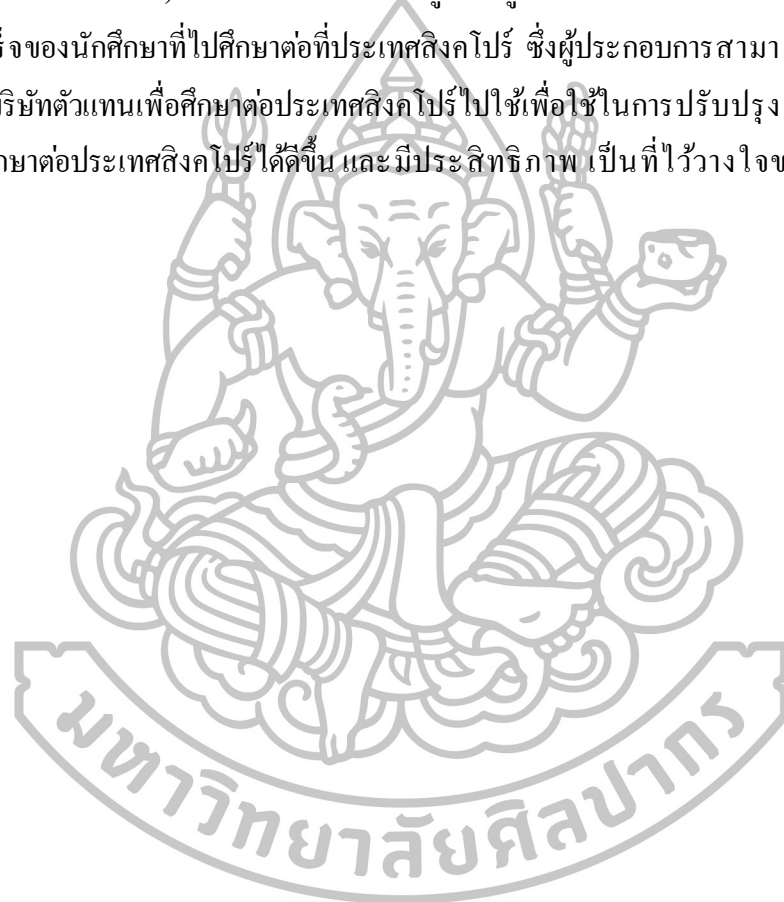 ร็จของนักศึกษาที่ไปศึกษาต่อที่ประเทศสิงคโปร์ ซึ่งผู้ประกอบการสามา
ริษัทตัวแทนเพื่อศึกษาต่อประเทศสิงคโปร์ไปใช้เพื่อใช้ในการปรับปรุง
กษาต่อประเทศสิงคโปร์ได้ดีขึ้น และมีประสิทธิภาพ เป็นที่ไว้วางใจข
มหาวิทยาลัยศิลปากร